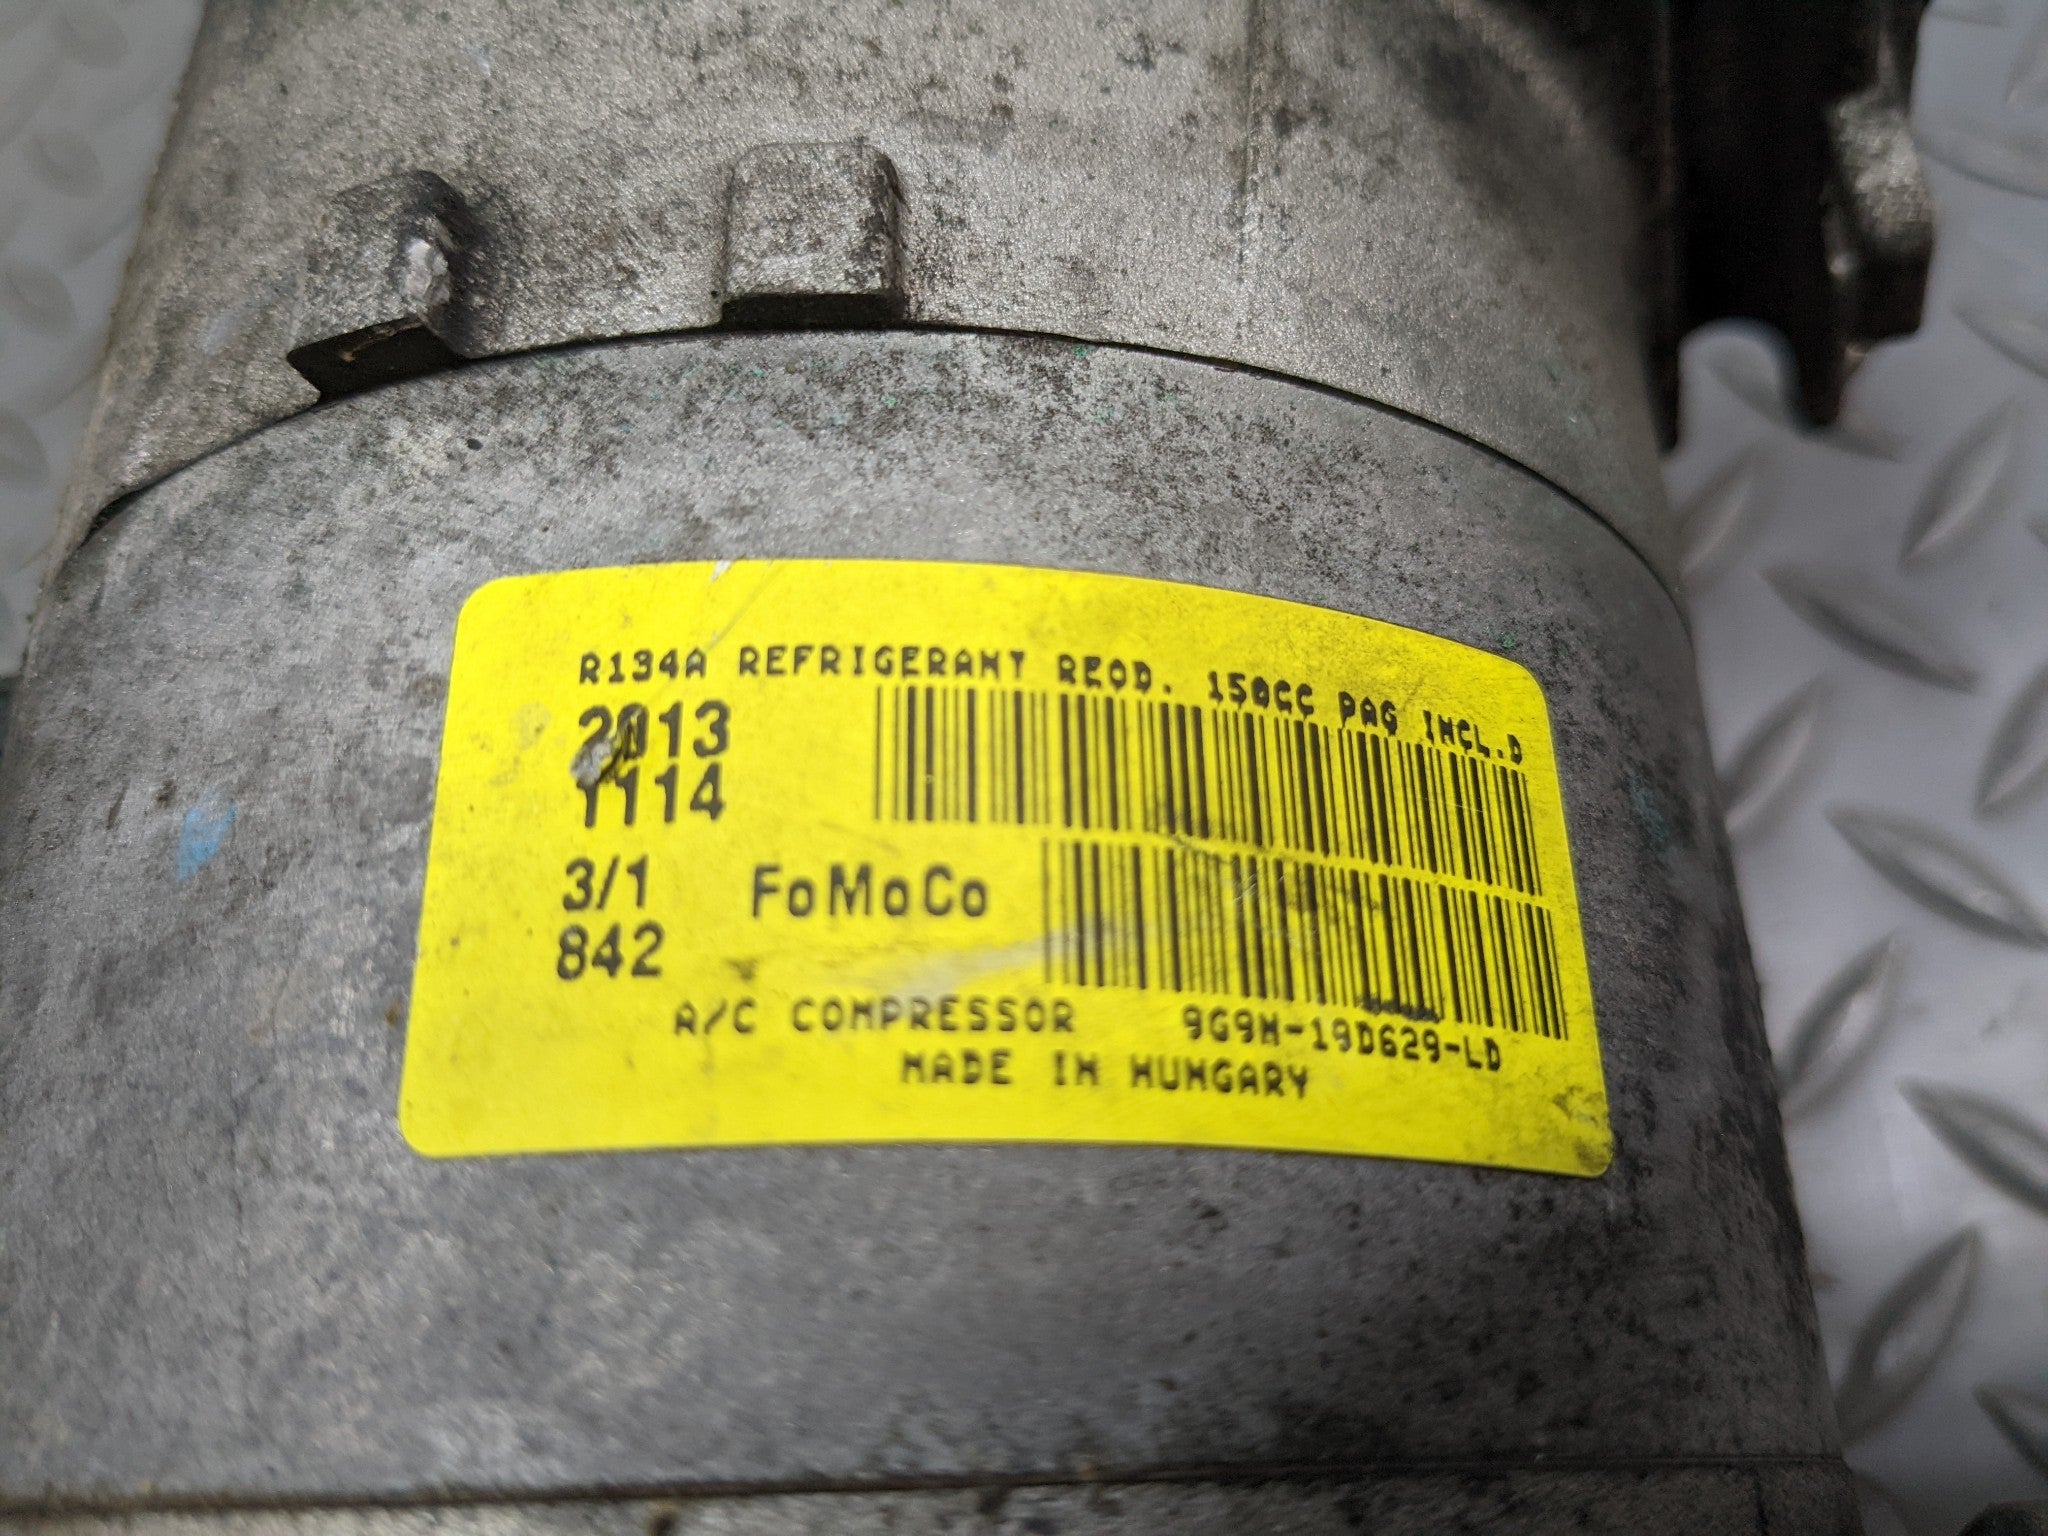 R134A REFRIGERANT REQD. 150CC PAG INCL.D
2013
1114
3/1
842
FoMoCo
A/C COMPRESSOR 9G9N-19D629-LD
MADE IN HUNGARY